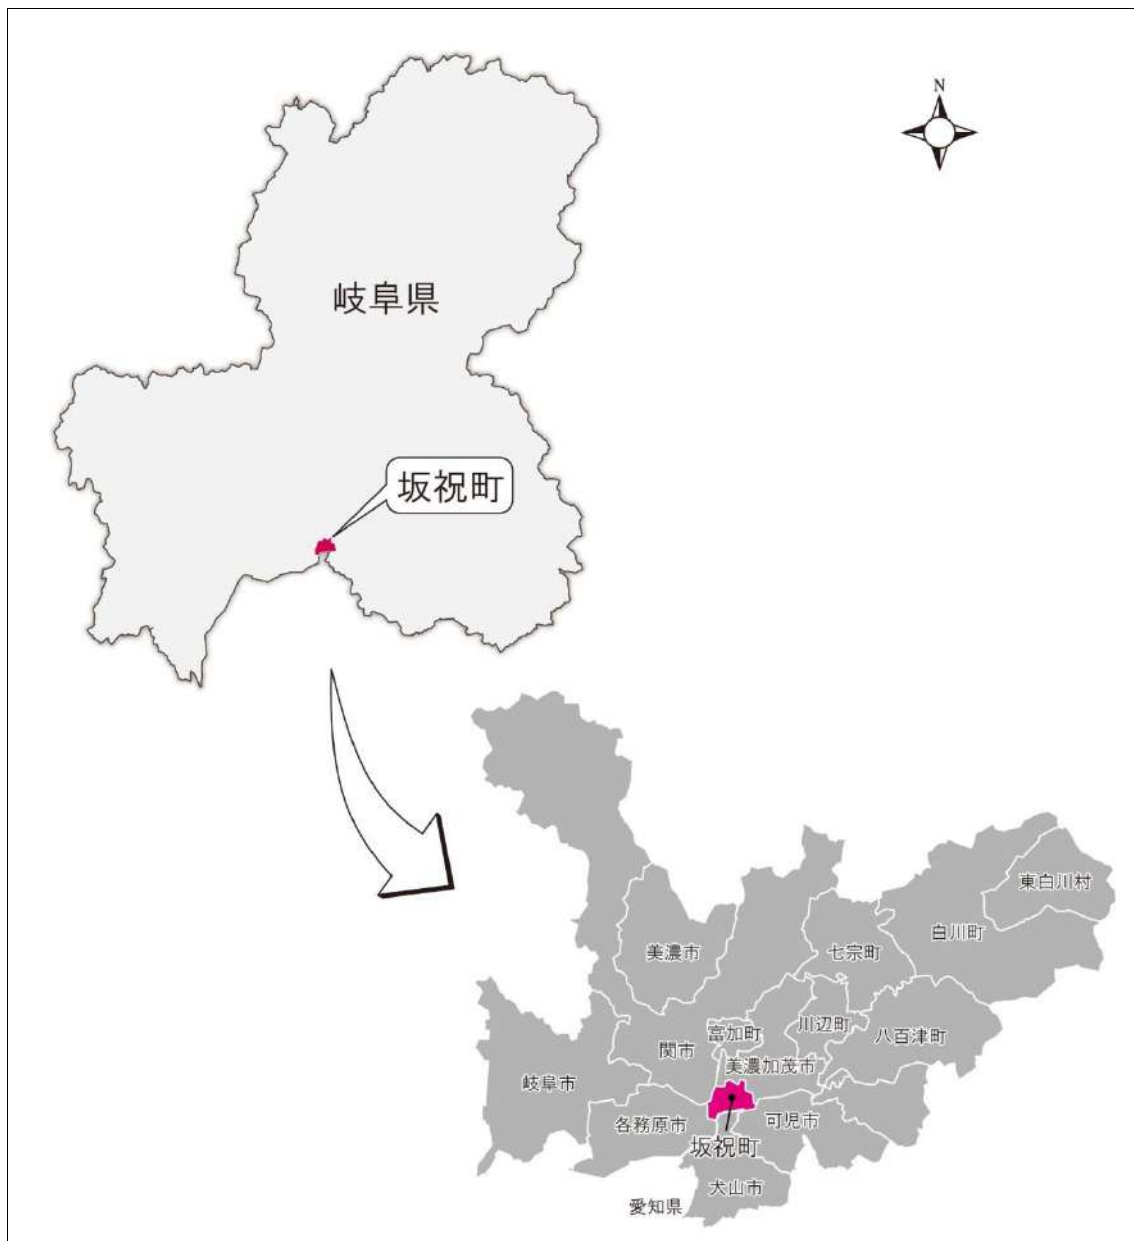 N
岐阜県
坂祝町
東白川村
白川町
美濃市
七宗町
川辺町
富加町
八百津町
関市
美濃加茂市
岐阜市
各務原市
可児市
坂祝町
犬山市
愛知県